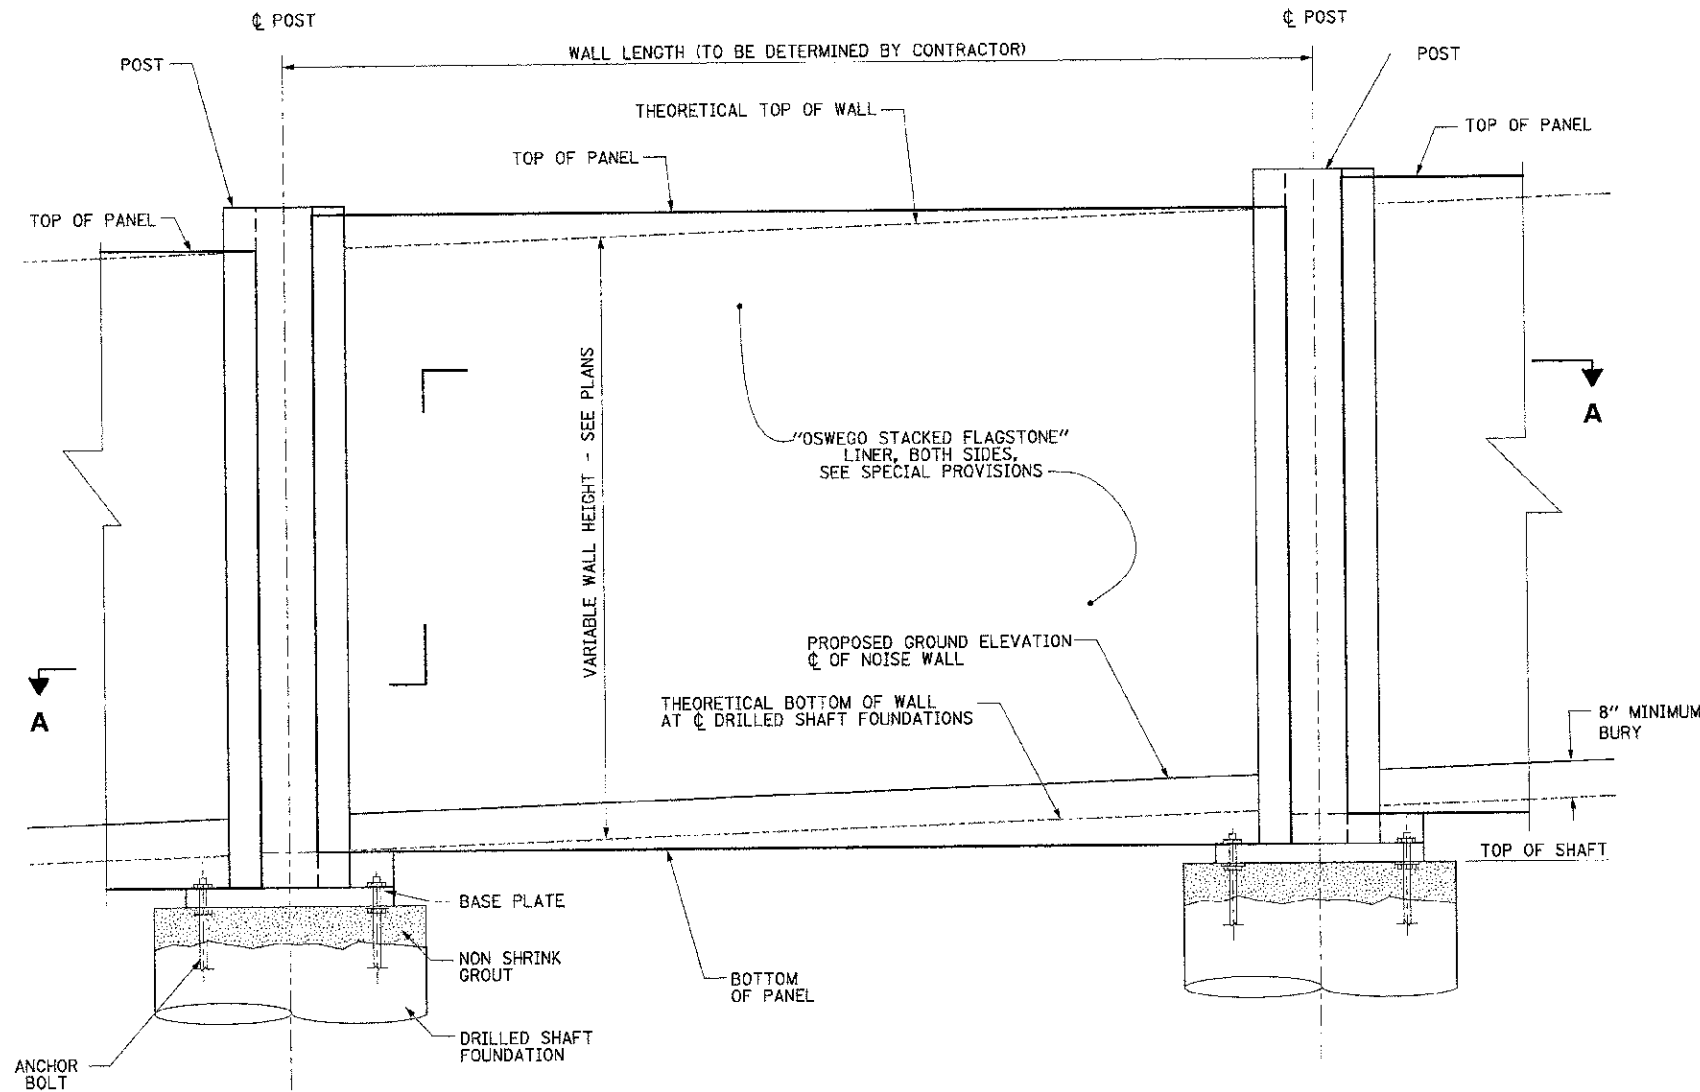 ℄ POST
℄ POST
WALL LENGTH (TO BE DETERMINED BY CONTRACTOR)
POST
POST
THEORETICAL TOP OF WALL
TOP OF PANEL
TOP OF PANEL
TOP OF PANEL
VARIABLE WALL HEIGHT - SEE PLANS
A
"OSWEGO STACKED FLAGSTONE"
LINER, BOTH SIDES,
SEE SPECIAL PROVISIONS
PROPOSED GROUND ELEVATION
℄ OF NOISE WALL
THEORETICAL BOTTOM OF WALL
AT ℄ DRILLED SHAFT FOUNDATIONS
A
8" MINIMUM
BURY
TOP OF SHAFT
BASE PLATE
NON SHRINK
GROUT
BOTTOM
OF PANEL
DRILLED SHAFT
FOUNDATION
ANCHOR
BOLT